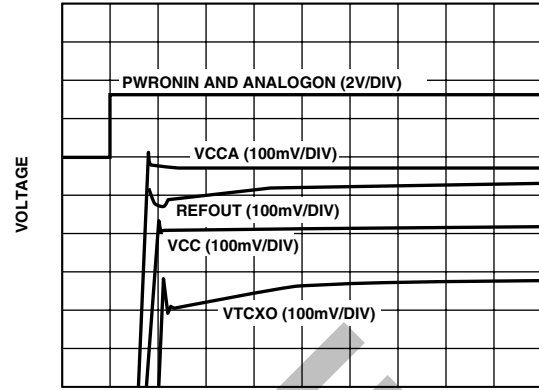 PWRONIN AND ANALOGON (2V/DIV)
VCCA (100mV/DIV)
REFOUT (100mV/DIV)
VCC (100mV/DIV)
VTCXO (100mV/DIV)
VOLTAGE